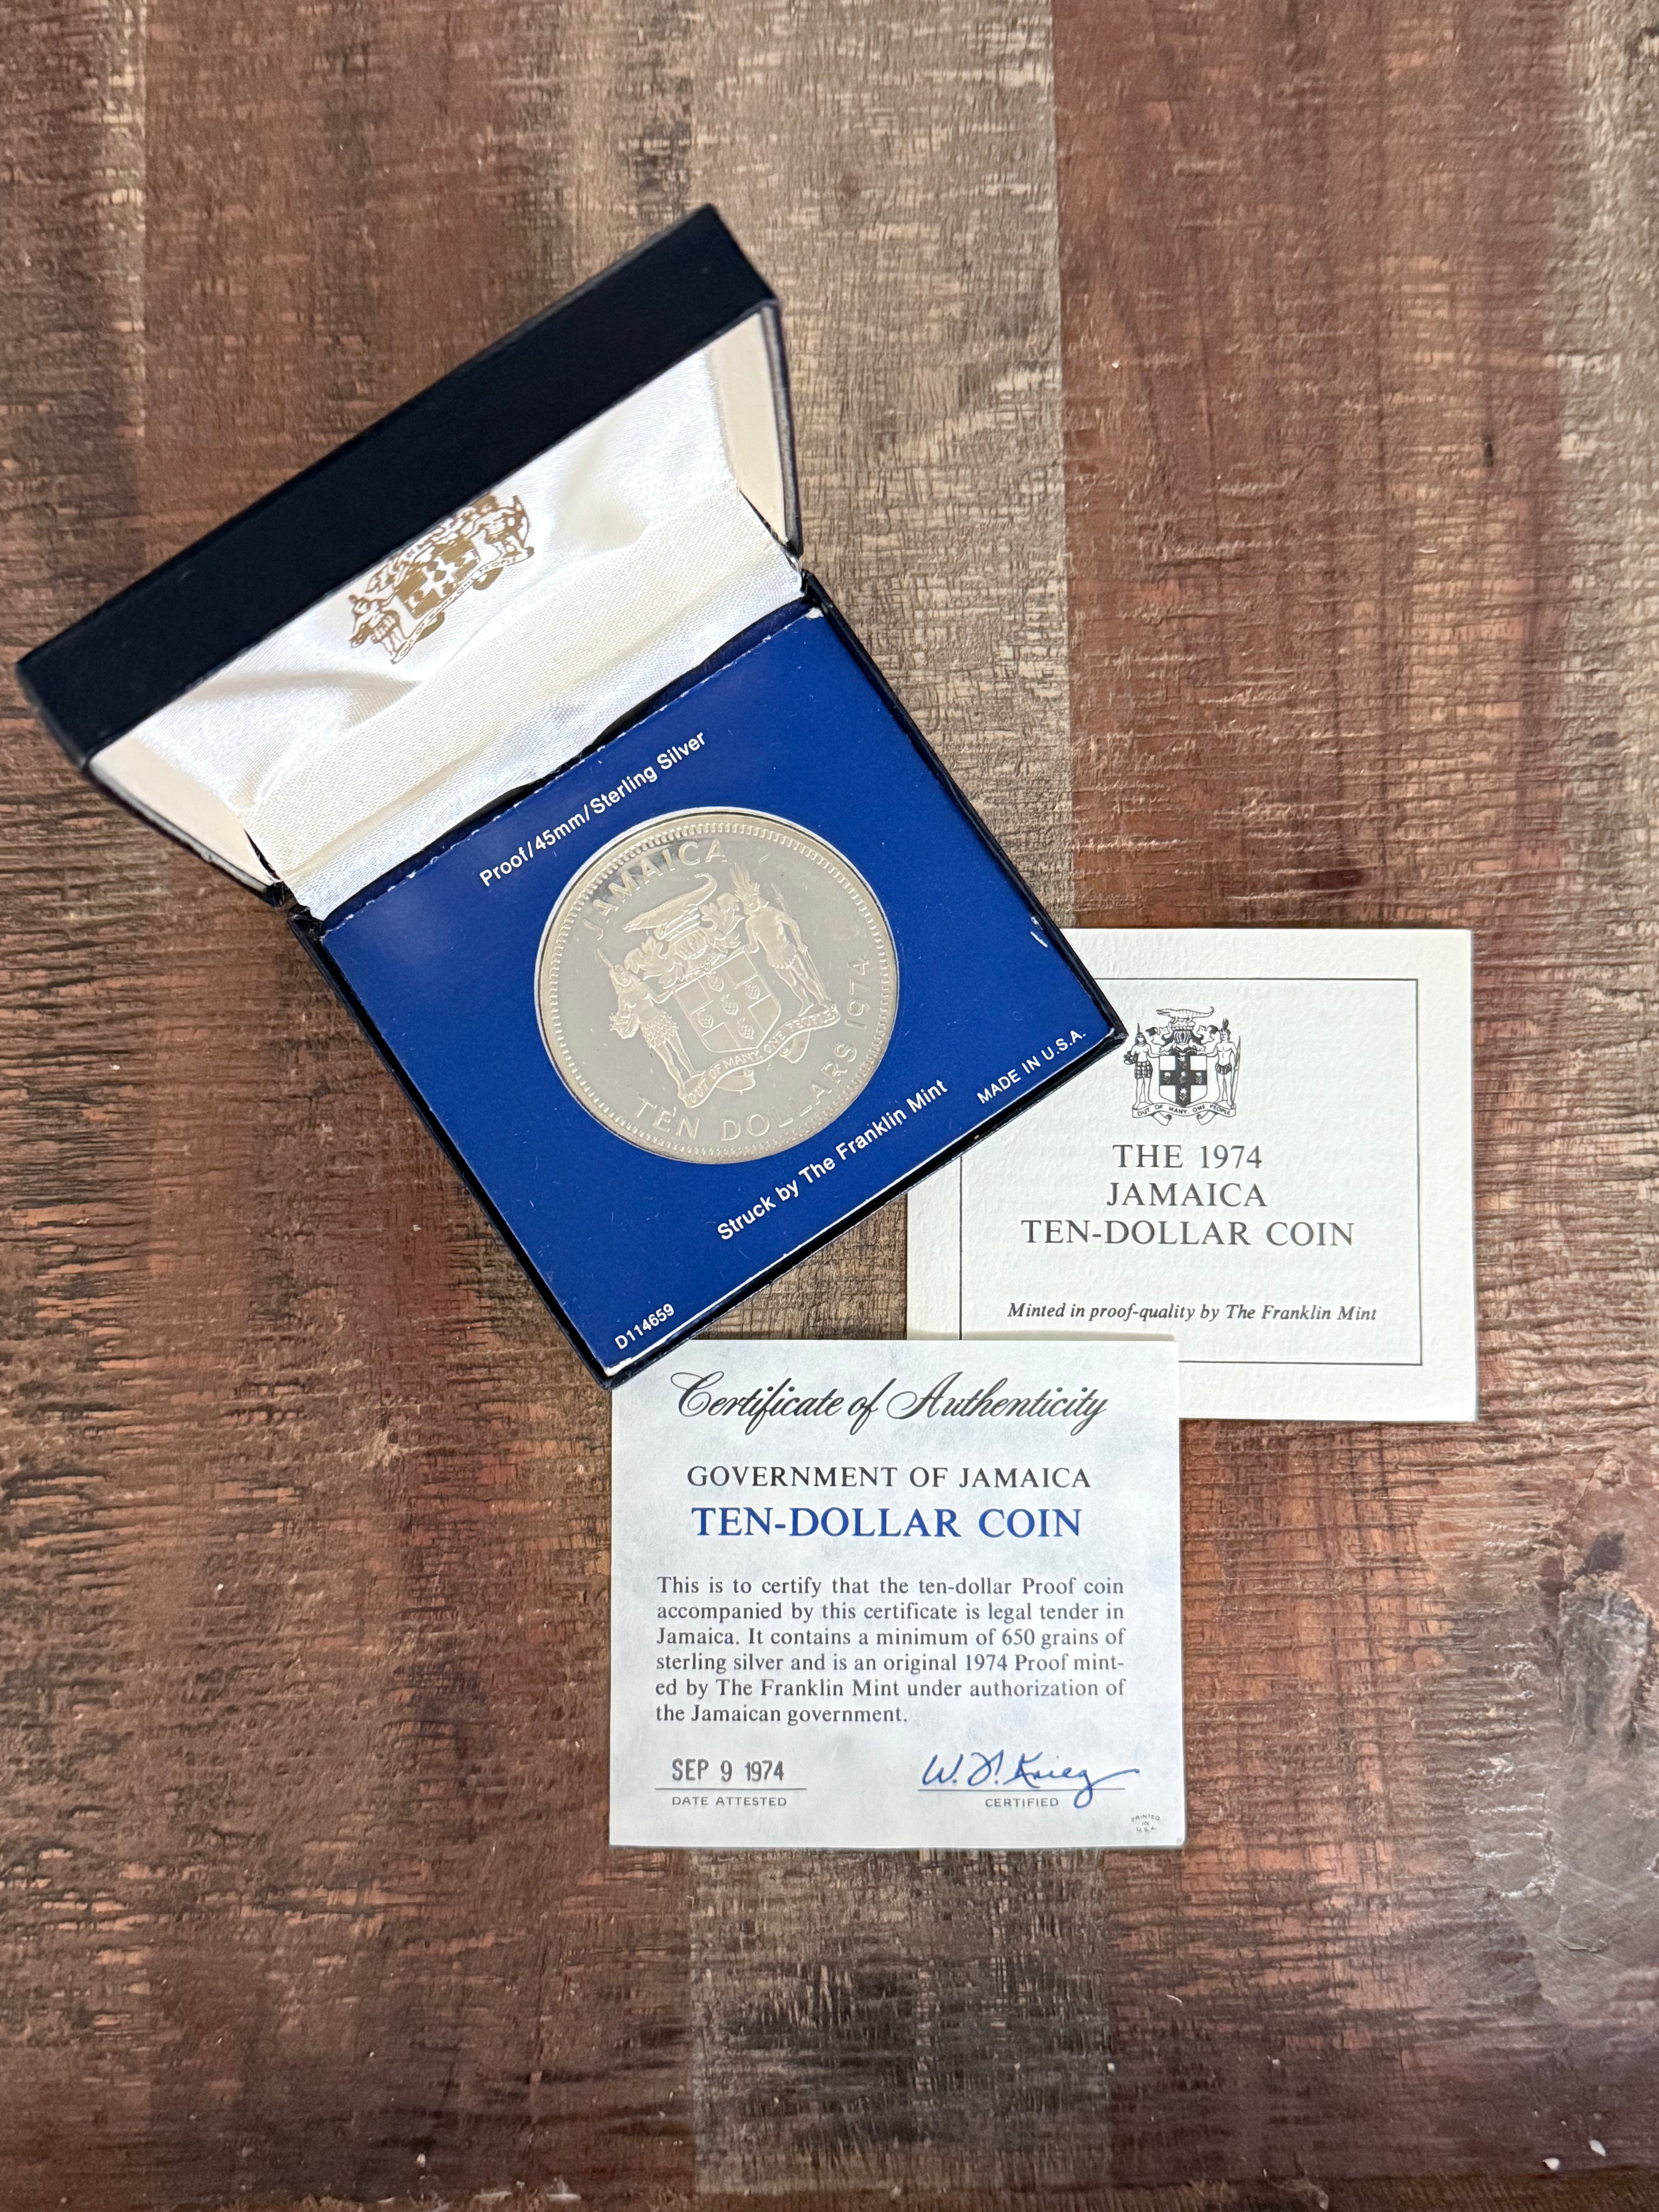 Proof/45mm/Sterling Silver
JAMAICA
OUT OF MANY, ONE PEOPLE
TEN DOLLARS 1974
Struck by The Franklin Mint
MADE IN U.S.A.
D114659
OUT OF MANY, ONE PEOPLE
THE 1974
JAMAICA
TEN-DOLLAR COIN
Minted in proof-quality by The Franklin Mint
Certificate of Authenticity
GOVERNMENT OF JAMAICA
TEN-DOLLAR COIN
This is to certify that the ten-dollar Proof coin
accompanied by this certificate is legal tender in
Jamaica. It contains a minimum of 650 grains of
sterling silver and is an original 1974 Proof mint-
ed by The Franklin Mint under authorization of
the Jamaican government.
SEP 9 1974
DATE ATTESTED
W. F. Krieg
CERTIFIED
PRINTED
IN
U.S.A.